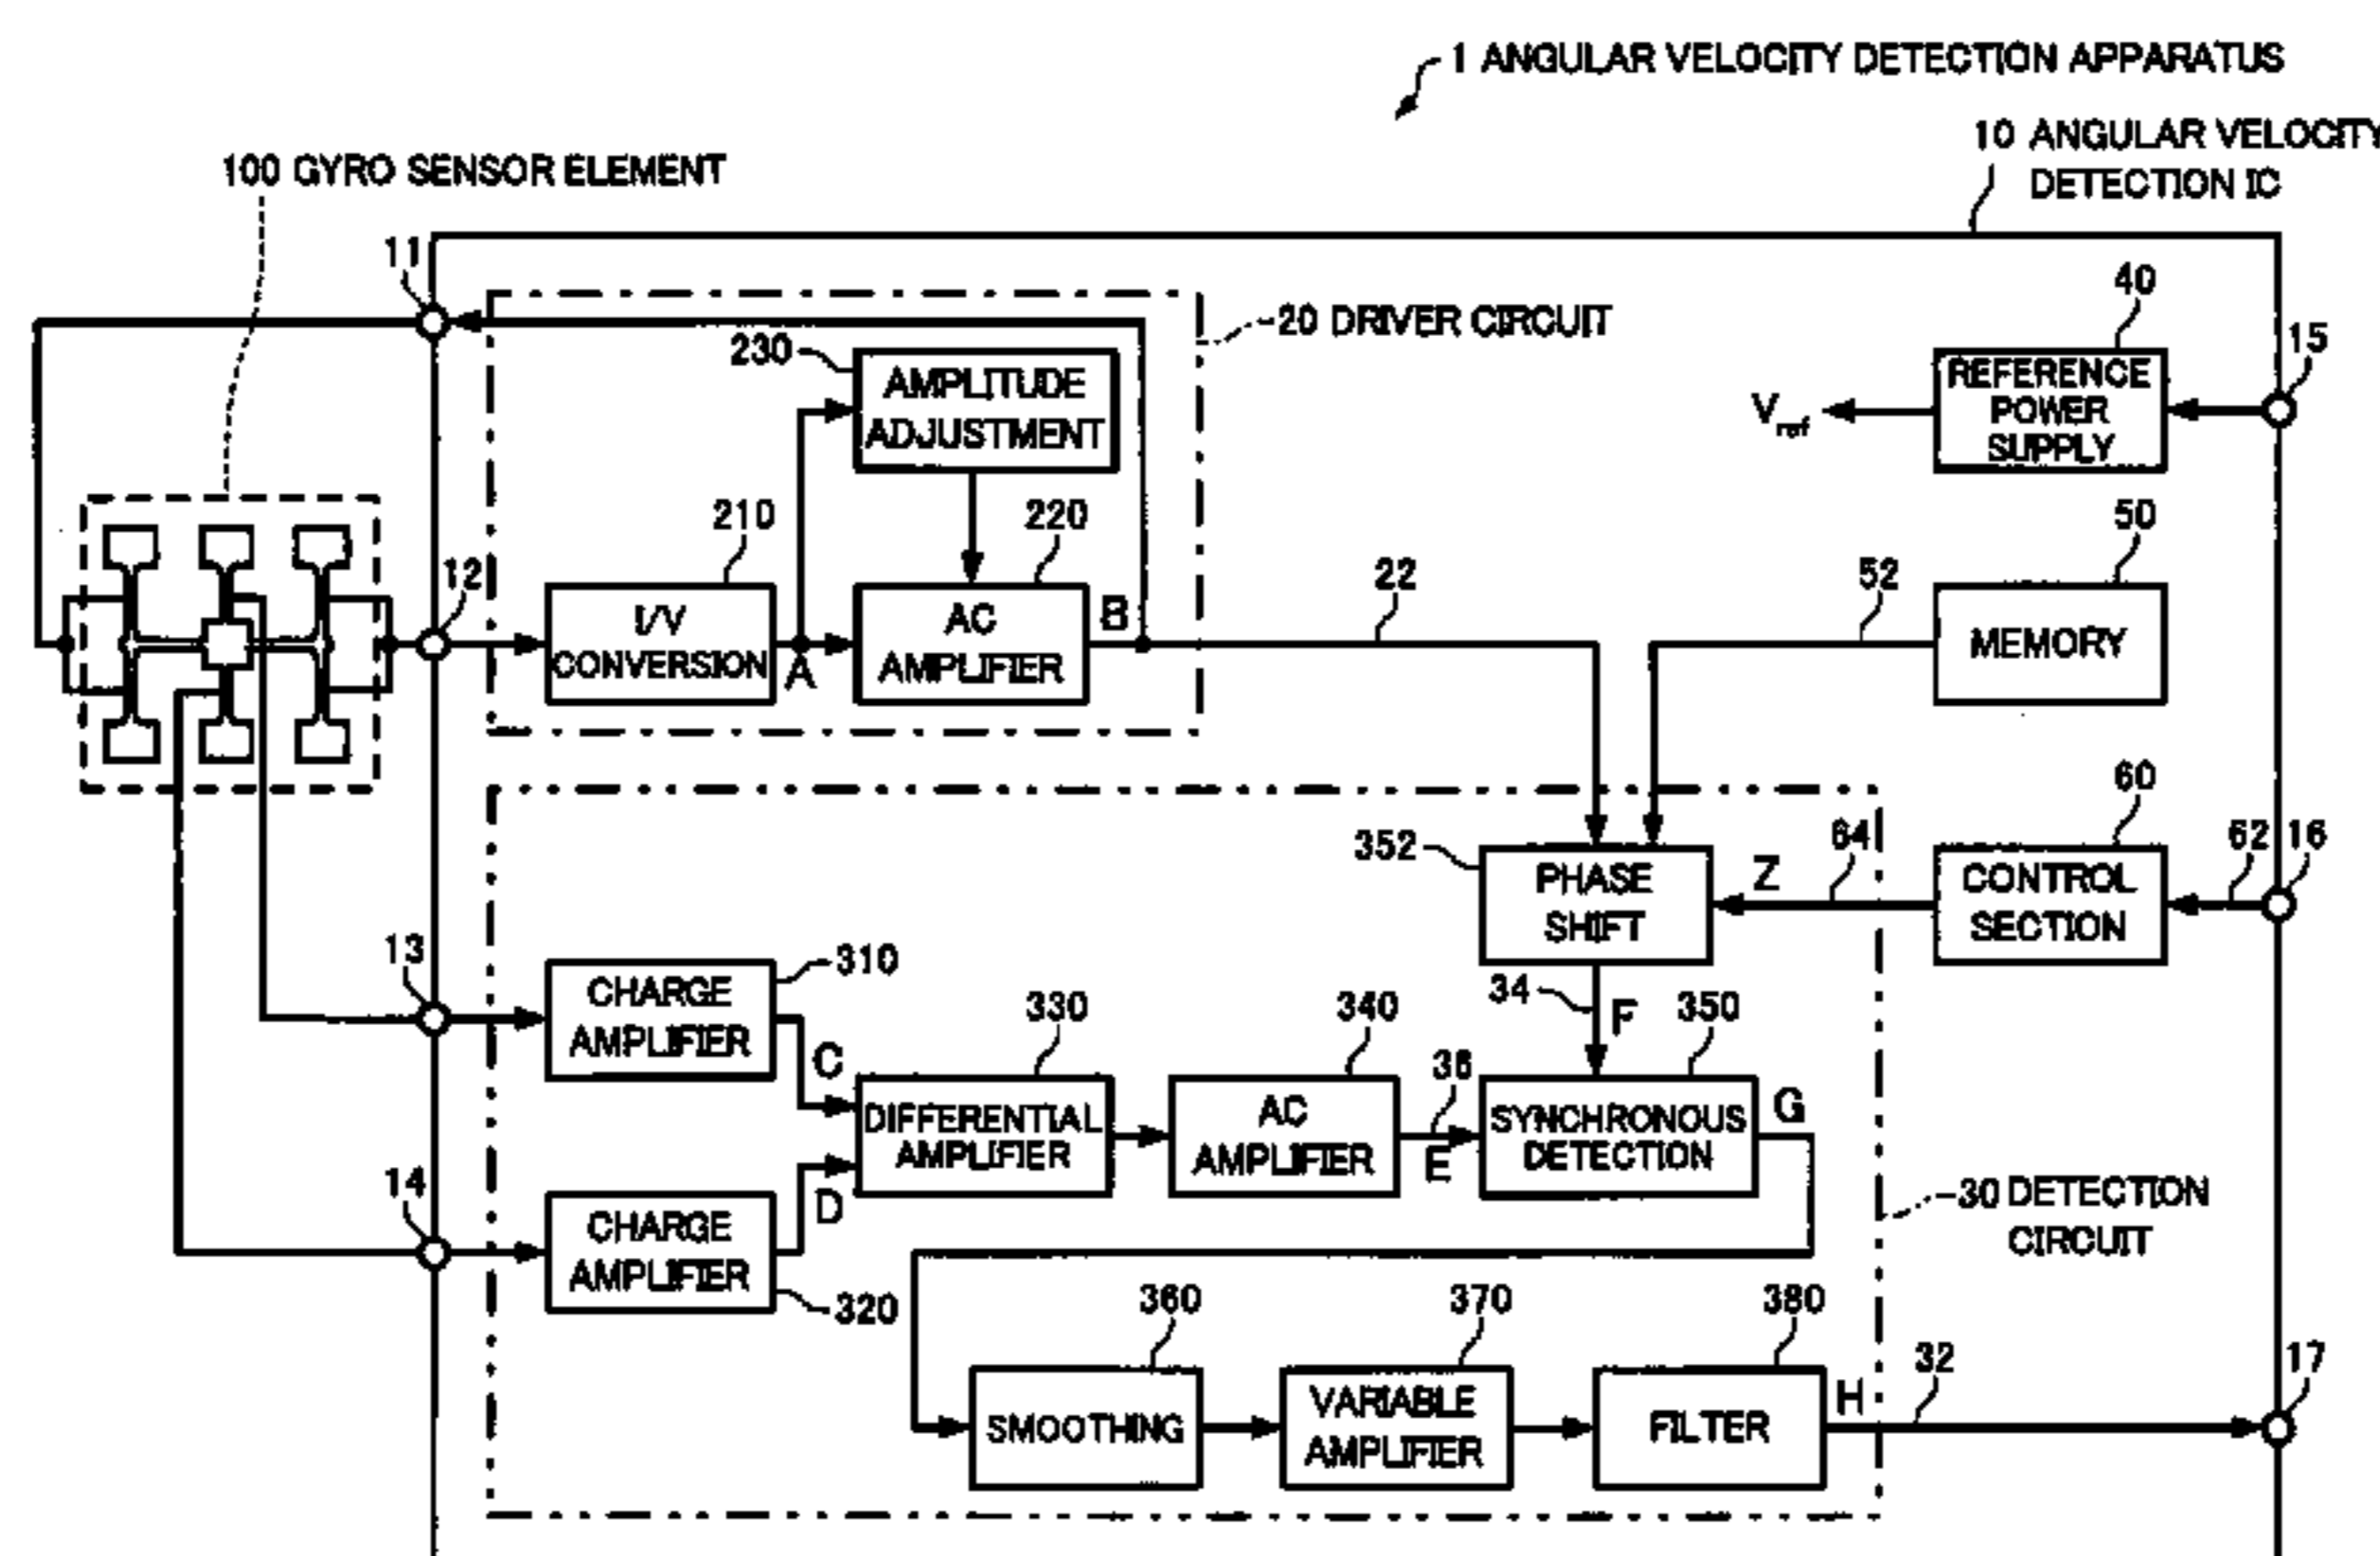 1 ANGULAR VELOCITY DETECTION APPARATUS
10 ANGULAR VELOCITY
DETECTION IC
100 GYRO SENSOR ELEMENT
11
20 DRIVER CIRCUIT
40
15
230
AMPLITUDE
ADJUSTMENT
REFERENCE
POWER
SUPPLY
Vref
210
220
50
12
22
52
I/V
CONVERSION
A
AC
AMPLIFIER
B
MEMORY
60
352
PHASE
SHIFT
Z
64
CONTROL
SECTION
62
16
13
CHARGE
AMPLIFIER
310
34
F
330
340
350
C
36
DIFFERENTIAL
AMPLIFIER
AC
AMPLIFIER
E
SYNCHRONOUS
DETECTION
G
14
D
CHARGE
AMPLIFIER
320
30 DETECTION
CIRCUIT
360
370
380
32
17
SMOOTHING
VARIABLE
AMPLIFIER
FILTER
H